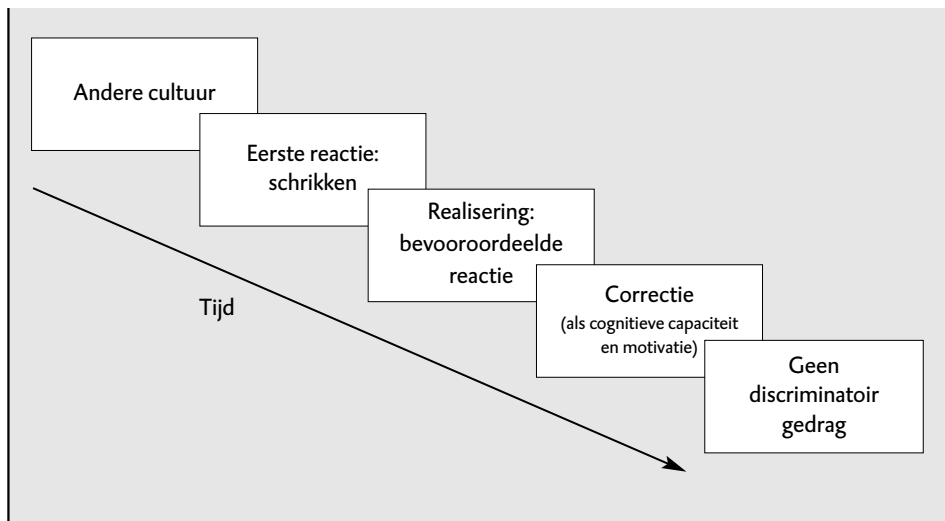 Andere cultuur
Eerste reactie:
schrikken
Realisering:
bevooroordeelde
reactie
Tijd
Correctie
(als cognitieve capaciteit
en motivatie)
Geen
discriminatoir
gedrag